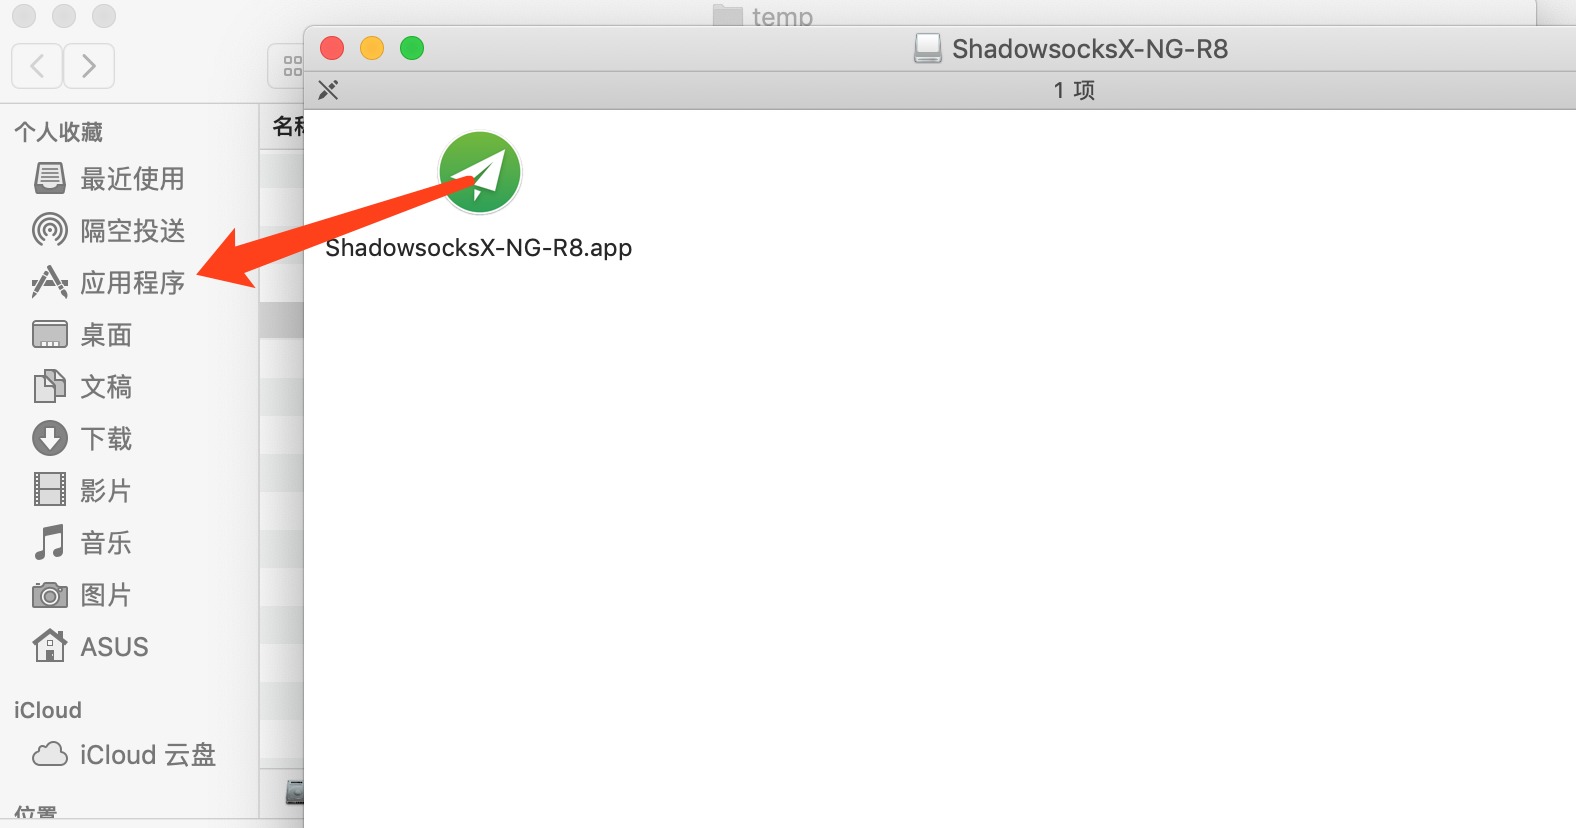 temp
ShadowsocksX-NG-R8
1 项
名称
ShadowsocksX-NG-R8.app
个人收藏
最近使用
隔空投送
应用程序
桌面
文稿
下载
影片
音乐
图片
ASUS
iCloud
iCloud 云盘
位置